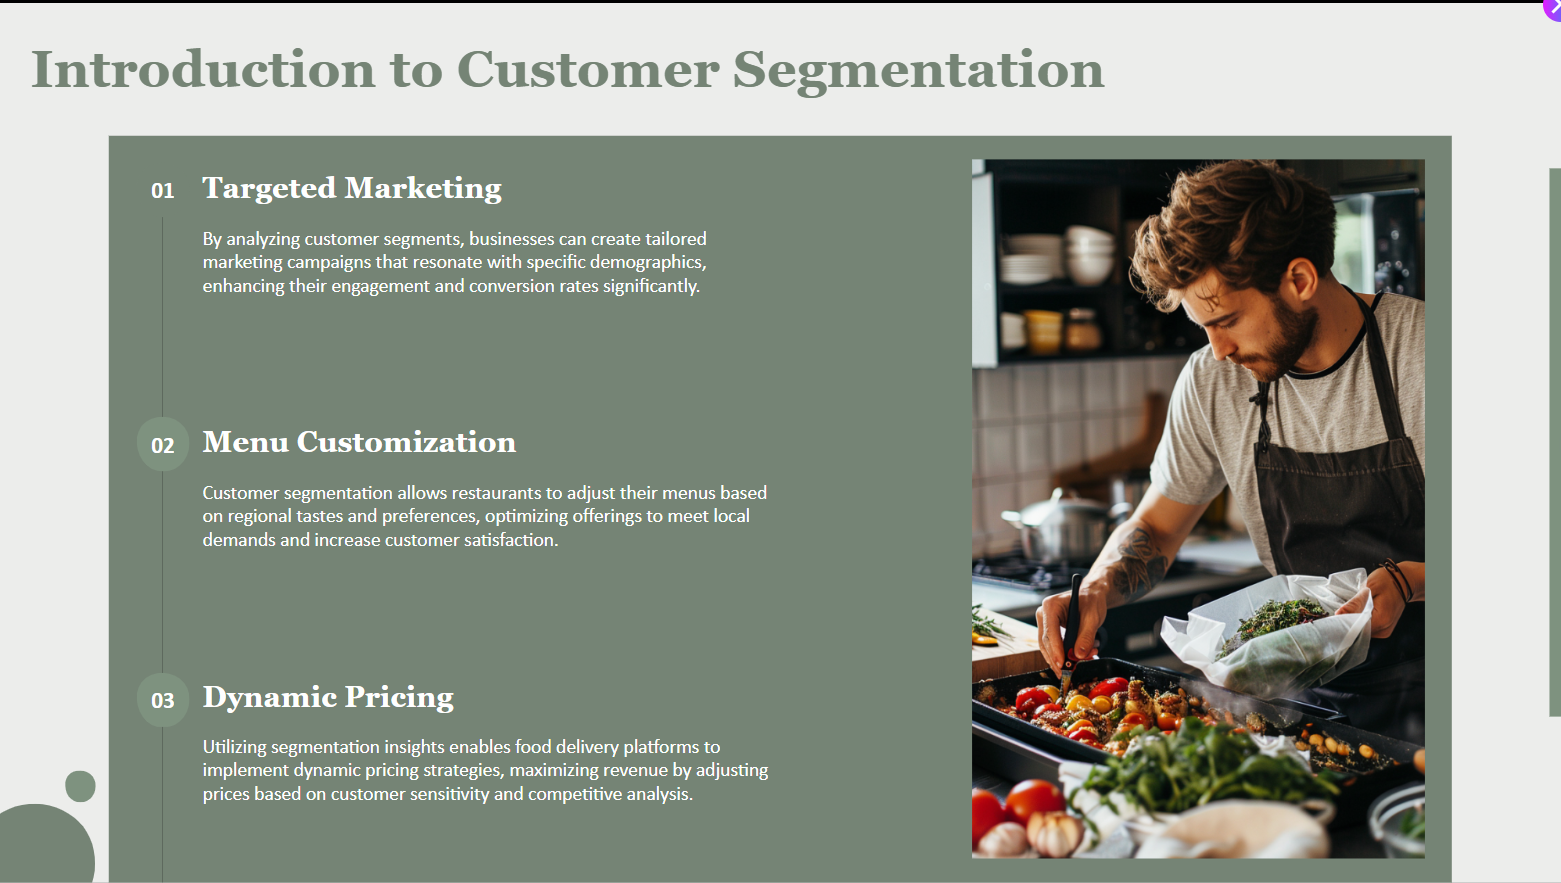 Introduction to Customer Segmentation
01 Targeted Marketing
By analyzing customer segments, businesses can create tailored
marketing campaigns that resonate with specific demographics,
enhancing their engagement and conversion rates significantly.
02 Menu Customization
Customer segmentation allows restaurants to adjust their menus based
on regional tastes and preferences, optimizing offerings to meet local
demands and increase customer satisfaction.
03 Dynamic Pricing
Utilizing segmentation insights enables food delivery platforms to
implement dynamic pricing strategies, maximizing revenue by adjusting
prices based on customer sensitivity and competitive analysis.